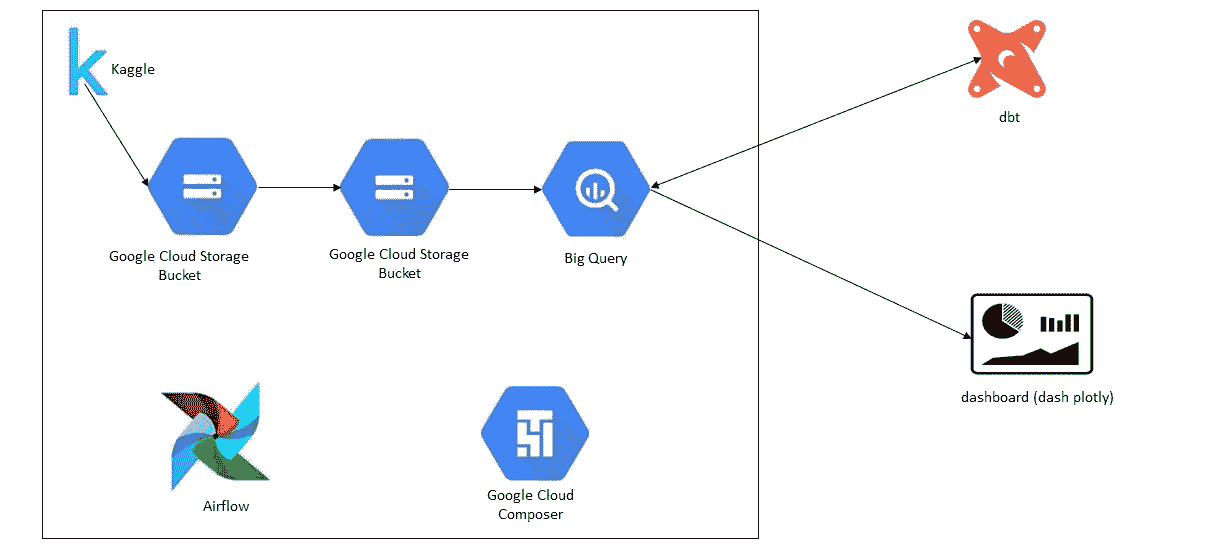 Kaggle
dbt
Google Cloud Storage
Bucket
Google Cloud Storage
Bucket
Big Query
dashboard (dash plotly)
Airflow
Google Cloud
Composer